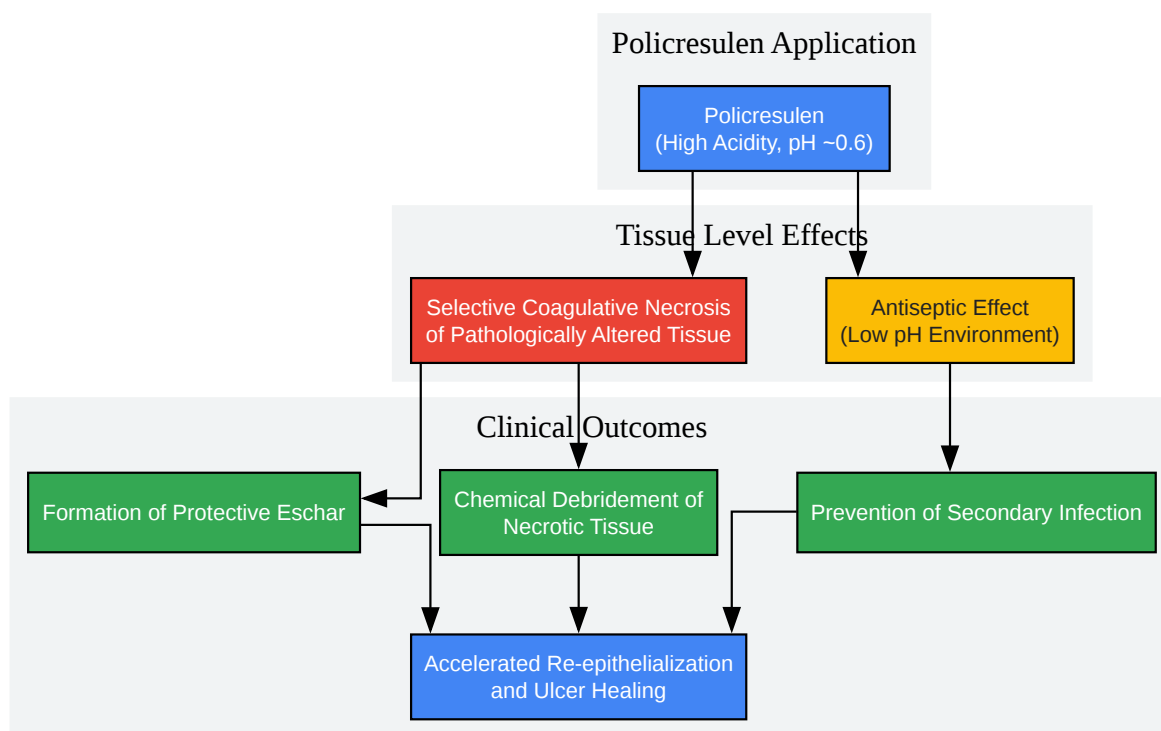 Policresulen Application
Policresulen
(High Acidity, pH ~0.6)
Tissue Level Effects
Selective Coagulative Necrosis
of Pathologically Altered Tissue
Antiseptic Effect
(Low pH Environment)
Clinical Outcomes
Formation of Protective Eschar
Chemical Debridement of
Necrotic Tissue
Prevention of Secondary Infection
Accelerated Re-epithelialization
and Ulcer Healing